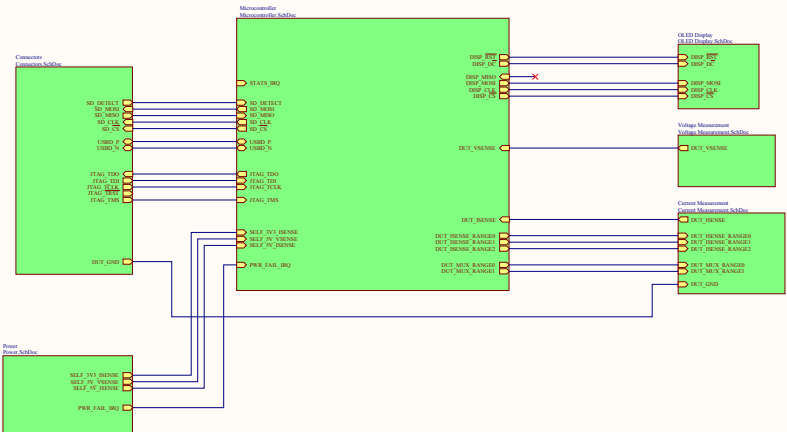 Microcontroller
Microcontroller.SchDoc
STATS_IRQ
SD_DETECT
SD_MOSI
SD_MISO
SD_CLK
SD_CS
USBD_P
USBD_N
JTAG_TDO
JTAG_TDI
JTAG_TCLK
JTAG_TMS
SELF_3V3_ISENSE
SELF_5V_VSENSE
SELF_5V_ISENSE
PWR_FAIL_IRQ
DISP_RST
DISP_DC
DISP_MISO
DISP_MOSI
DISP_CLK
DISP_CS
DUT_VSENSE
DUT_ISENSE
DUT_ISENSE_RANGE0
DUT_ISENSE_RANGE1
DUT_ISENSE_RANGE2
DUT_MUX_RANGE0
DUT_MUX_RANGE1
Connectors
Connectors.SchDoc
SD_DETECT
SD_MOSI
SD_MISO
SD_CLK
SD_CS
USBD_P
USBD_N
JTAG_TDO
JTAG_TDI
JTAG_TCLK
JTAG_TRST
JTAG_TMS
DUT_GND
OLED Display
OLED Display.SchDoc
DISP_RST
DISP_DC
DISP_MOSI
DISP_CLK
DISP_CS
Voltage Measurement
Voltage Measurement.SchDoc
DUT_VSENSE
Current Measurement
Current Measurement.SchDoc
DUT_ISENSE
DUT_ISENSE_RANGE0
DUT_ISENSE_RANGE1
DUT_ISENSE_RANGE2
DUT_MUX_RANGE0
DUT_MUX_RANGE1
DUT_GND
Power
Power.SchDoc
SELF_3V3_ISENSE
SELF_5V_VSENSE
SELF_5V_ISENSE
PWR_FAIL_IRQ